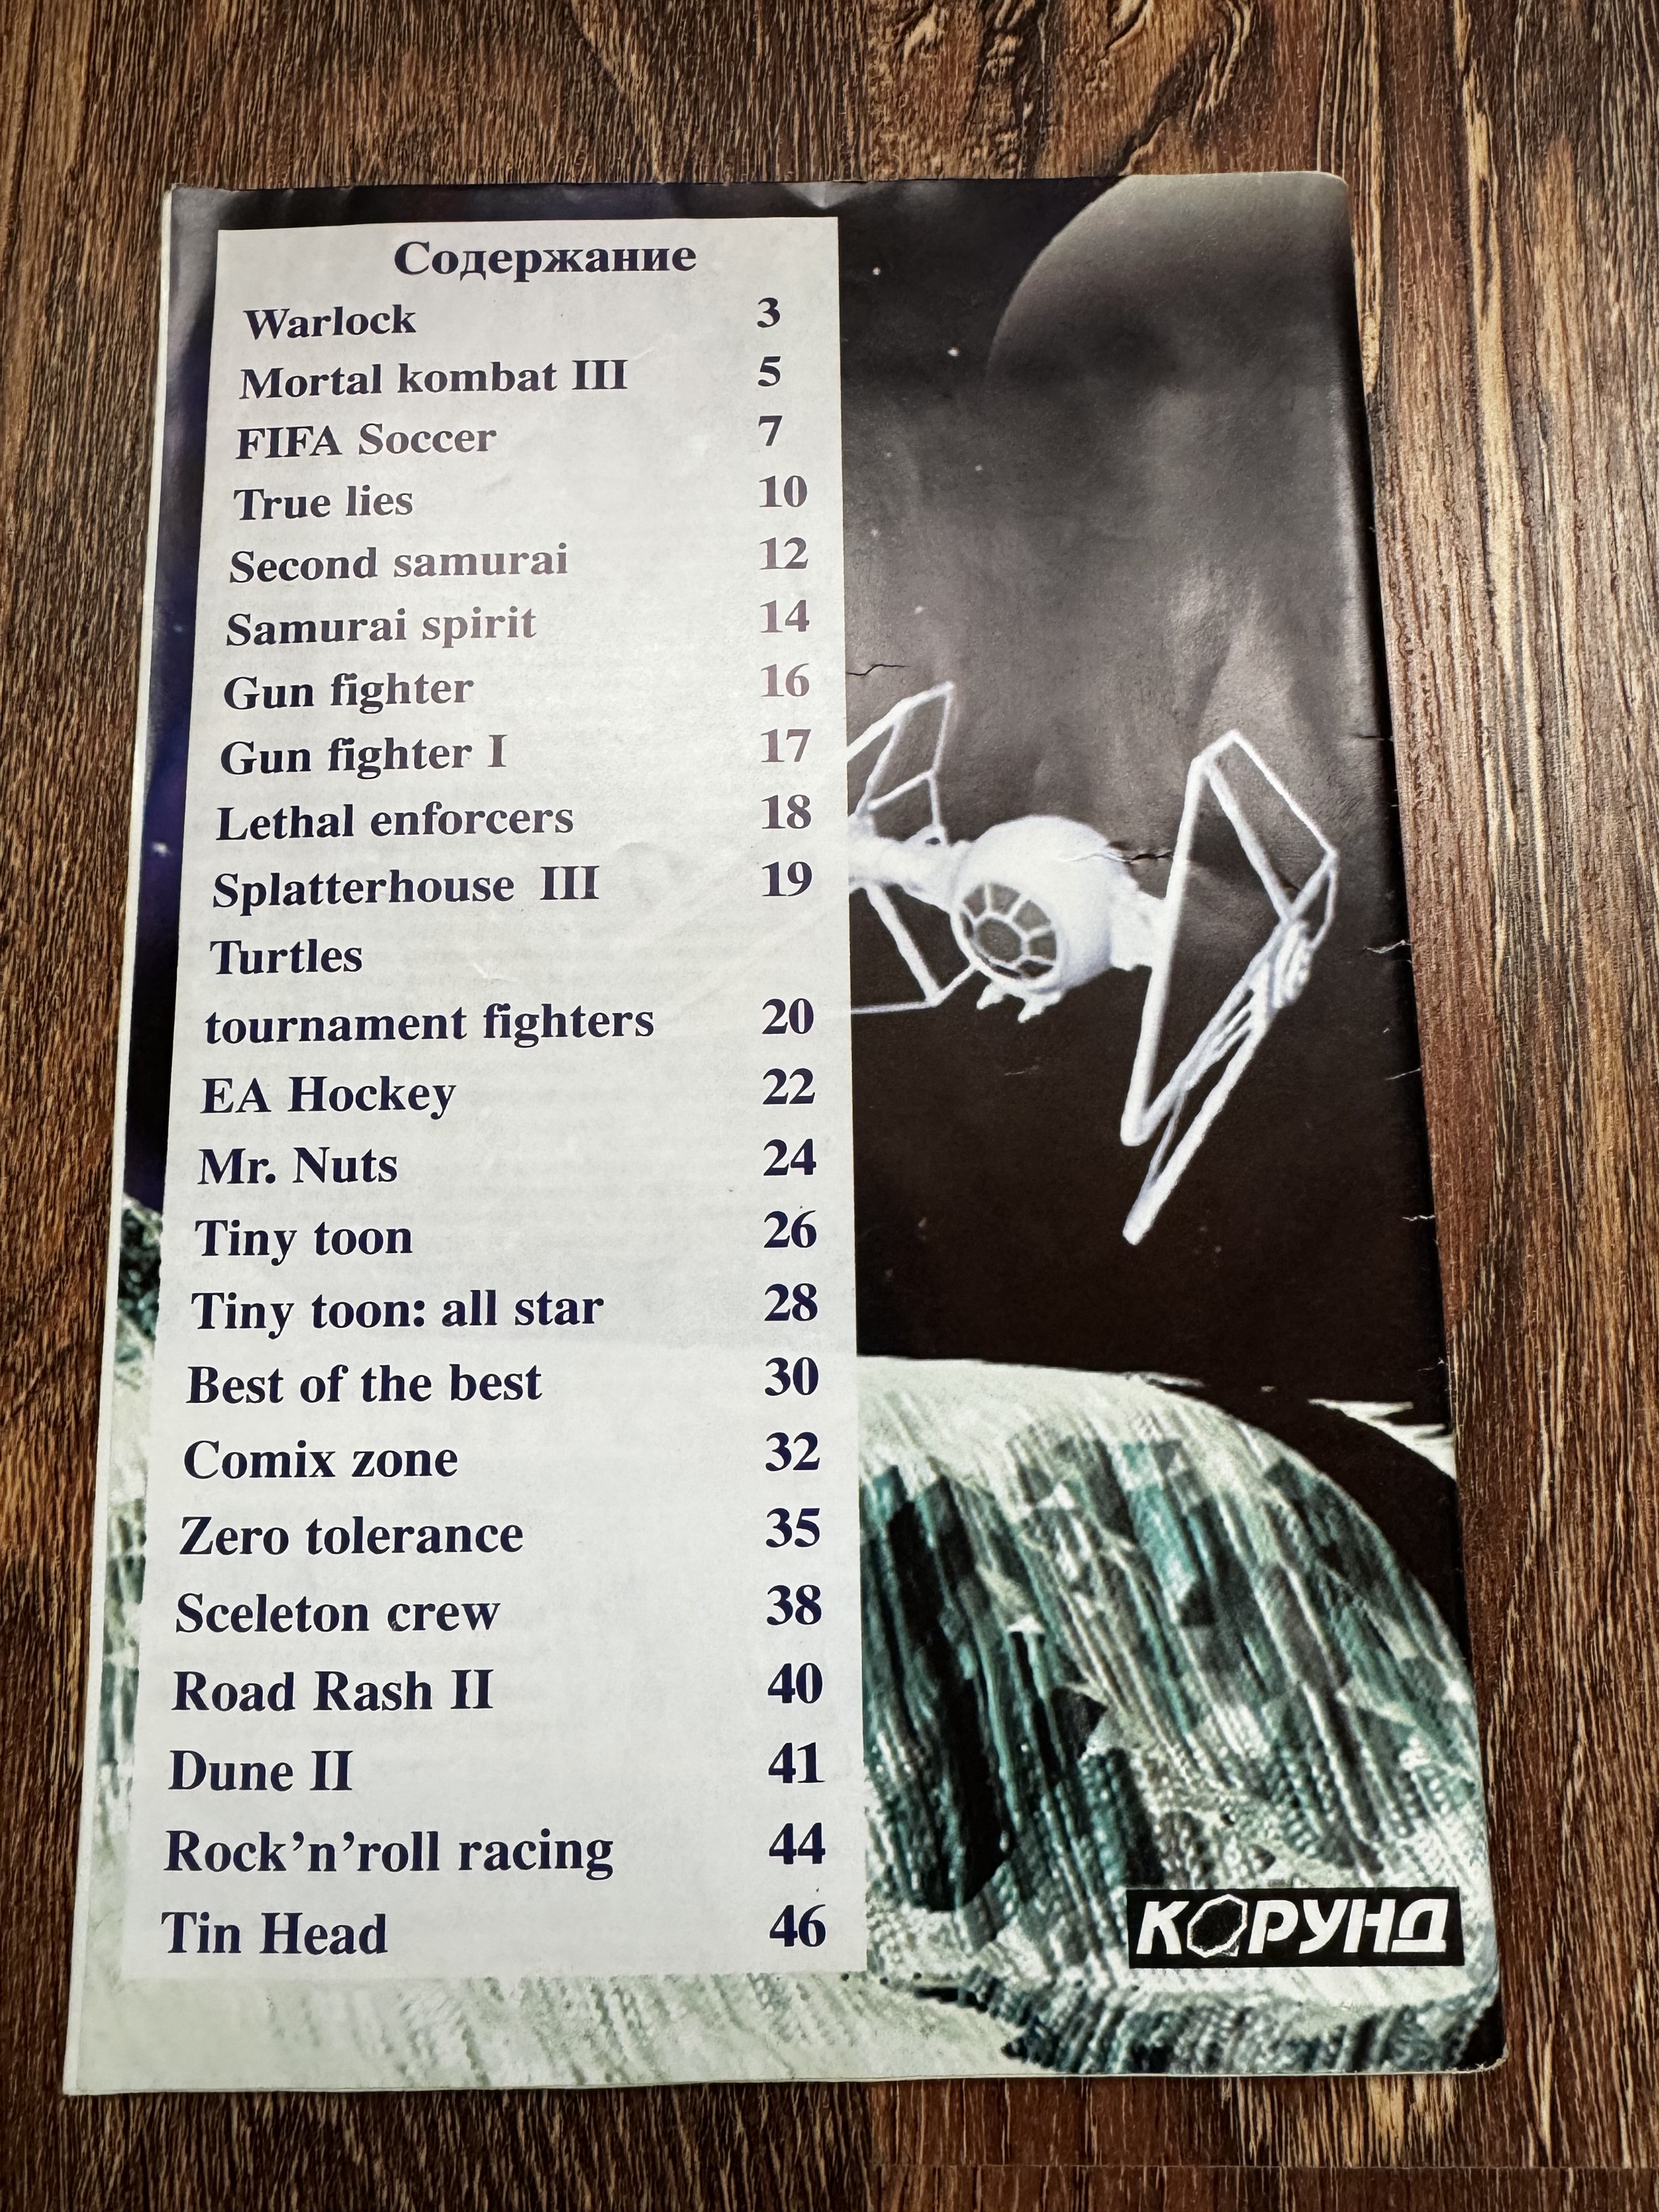 Содержание
Warlock 3
Mortal kombat III 5
FIFA Soccer 7
True lies 10
Second samurai 12
Samurai spirit 14
Gun fighter 16
Gun fighter I 17
Lethal enforcers 18
Splatterhouse III 19
Turtles
tournament fighters 20
EA Hockey 22
Mr. Nuts 24
Tiny toon 26
Tiny toon: all star 28
Best of the best 30
Comix zone 32
Zero tolerance 35
Sceleton crew 38
Road Rash II 40
Dune II 41
Rock’n’roll racing 44
Tin Head 46
КОРУНД